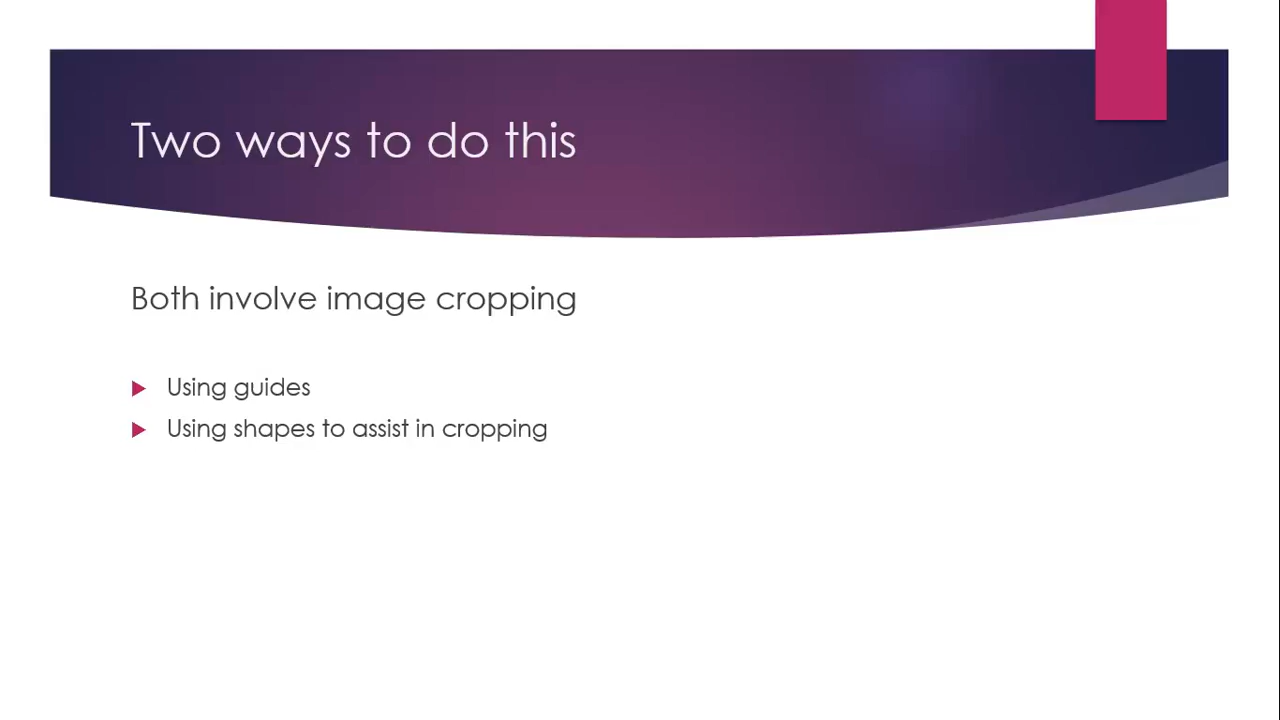 Two ways to do this
Both involve image cropping
Using guides
Using shapes to assist in cropping